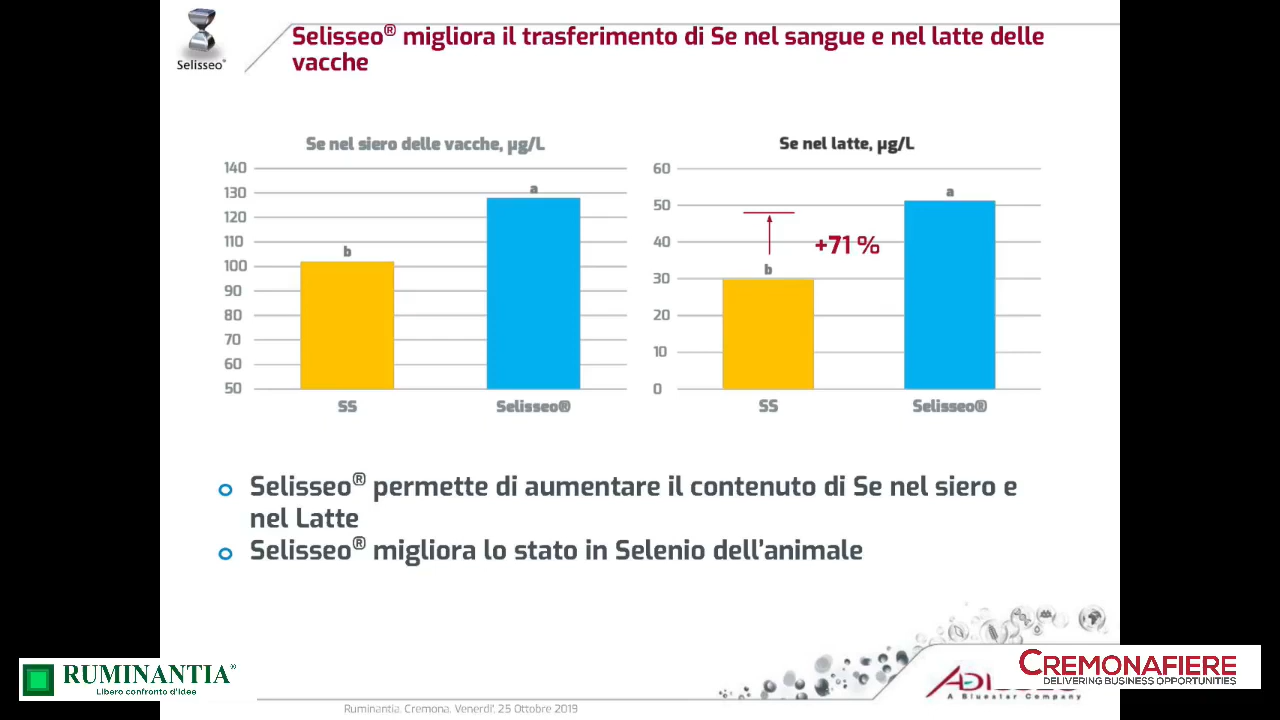 Selisseo® migliora il trasferimento di Se nel sangue e nel latte delle
vacche
Selisseo®
Se nel siero delle vacche, µg/L
140
130
120
110
100
90
80
70
60
50
b
a
SS
Selisseo®
Se nel latte, µg/L
60
50
40
30
20
10
0
+71 %
b
a
SS
Selisseo®
Selisseo® permette di aumentare il contenuto di Se nel siero e
nel Latte
Selisseo® migliora lo stato in Selenio dell'animale
RUMINANTIA®
Libero confronto d'Idee
CREMONAFIERE
DELIVERING BUSINESS OPPORTUNITIES
A Bluestar Company
Ruminantia. Cremona. Venerdi'. 25 Ottobre 2019